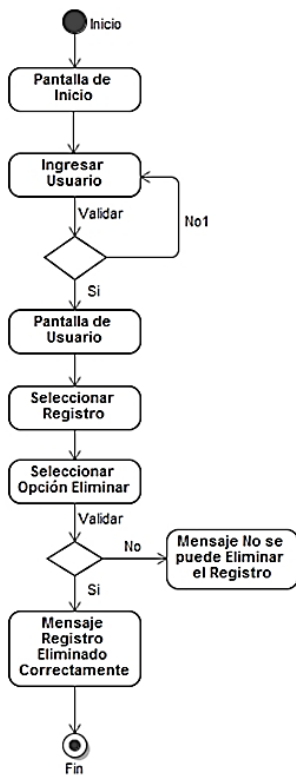 Inicio
Pantalla de
Inicio
Ingresar
Usuario
Validar
No1
Si
Pantalla de
Usuario
Seleccionar
Registro
Seleccionar
Opción Eliminar
Validar
No
Mensaje No se
puede Eliminar
el Registro
Si
Mensaje
Registro
Eliminado
Correctamente
Fin